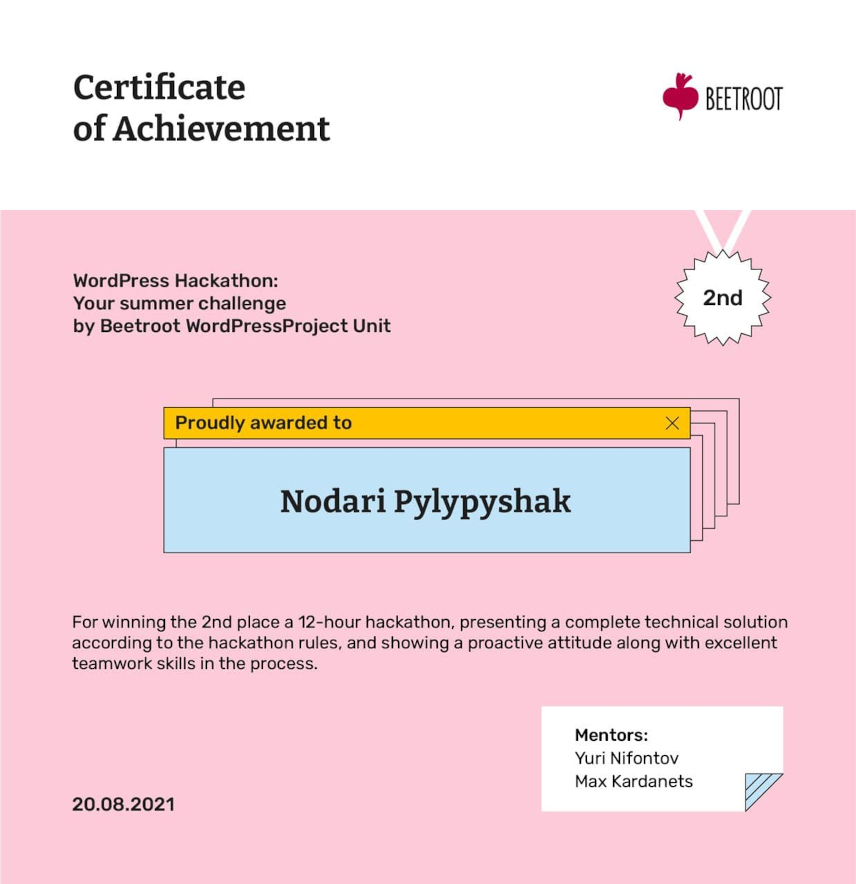 Certificate
of Achievement
BEETROOT
WordPress Hackathon:
Your summer challenge
by Beetroot WordPressProject Unit
2nd
Proudly awarded to
Nodari Pylypyshak
For winning the 2nd place a 12-hour hackathon, presenting a complete technical solution
according to the hackathon rules, and showing a proactive attitude along with excellent
teamwork skills in the process.
Mentors:
Yuri Nifontov
Max Kardanets
20.08.2021